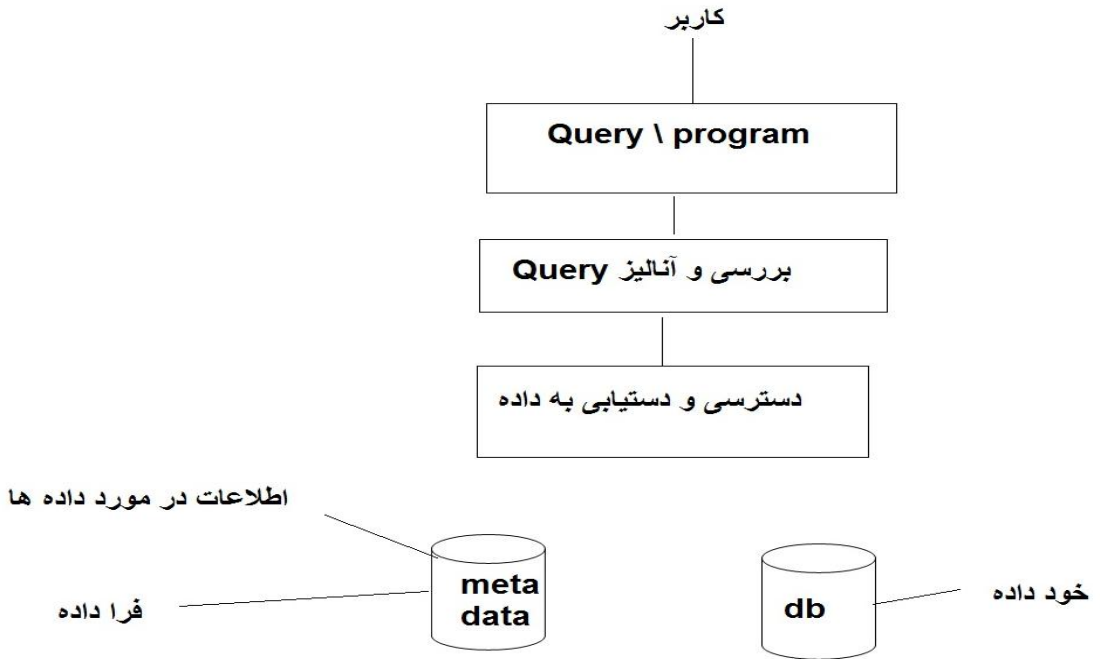 کاربر
Query \ program
بررسی و آنالیز Query
دسترسی و دستیابی به داده
اطلاعات در مورد داده ها
meta
data
فرا داده
db
خود داده